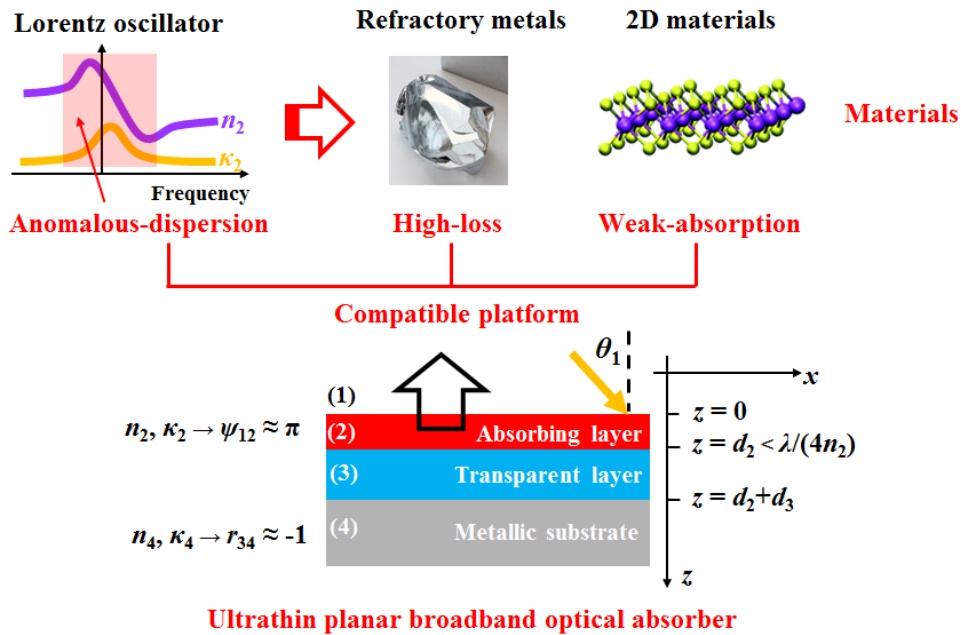 Lorentz oscillator
Refractory metals
2D materials
n₂
κ₂
Frequency
Materials
Anomalous-dispersion
High-loss
Weak-absorption
Compatible platform
θ₁
x
(1)
z = 0
n₂, κ₂ → ψ₁₂ ≈ π
(2)
Absorbing layer
z = d₂ < λ/(4n₂)
(3)
Transparent layer
z = d₂+d₃
n₄, κ₄ → r₃₄ ≈ -1
(4)
Metallic substrate
z
Ultrathin planar broadband optical absorber